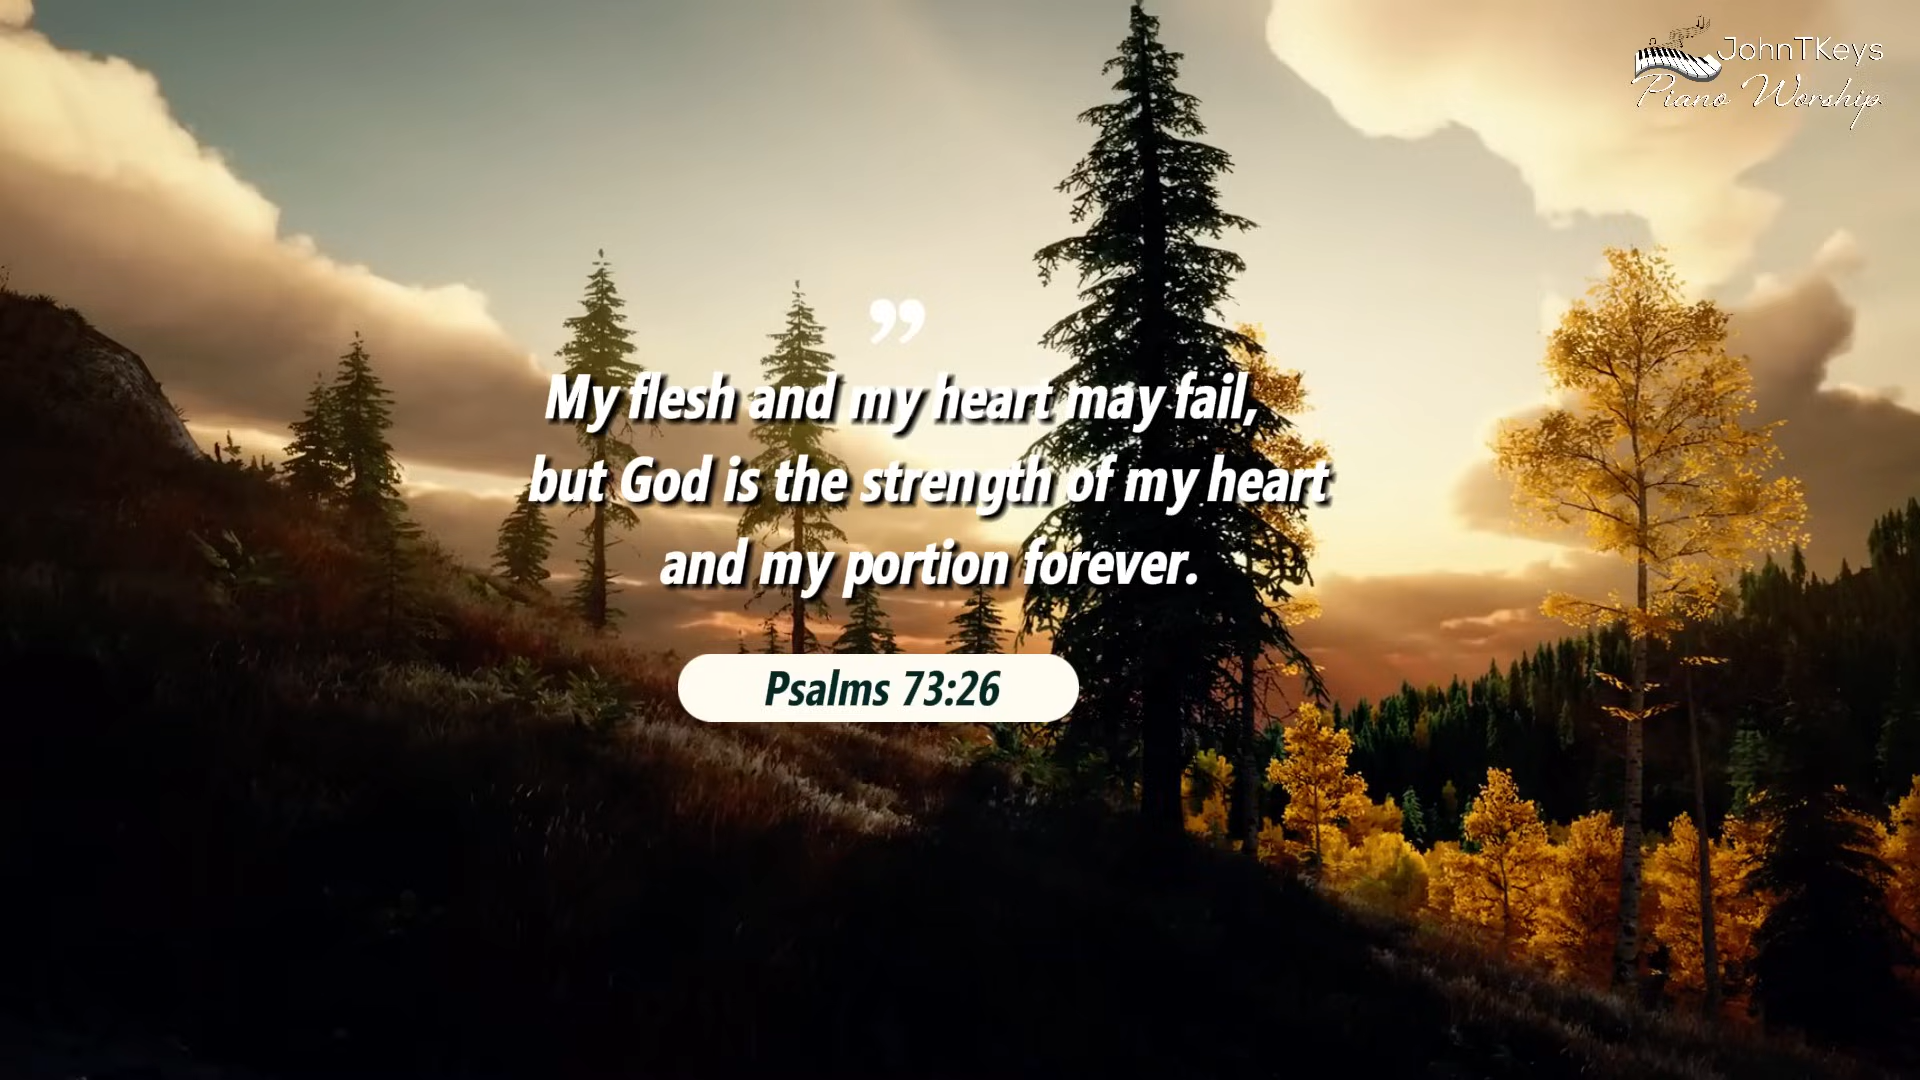 JohnTKeys
Piano Worship
”
My flesh and my heart may fail,
but God is the strength of my heart
and my portion forever.
Psalms 73:26